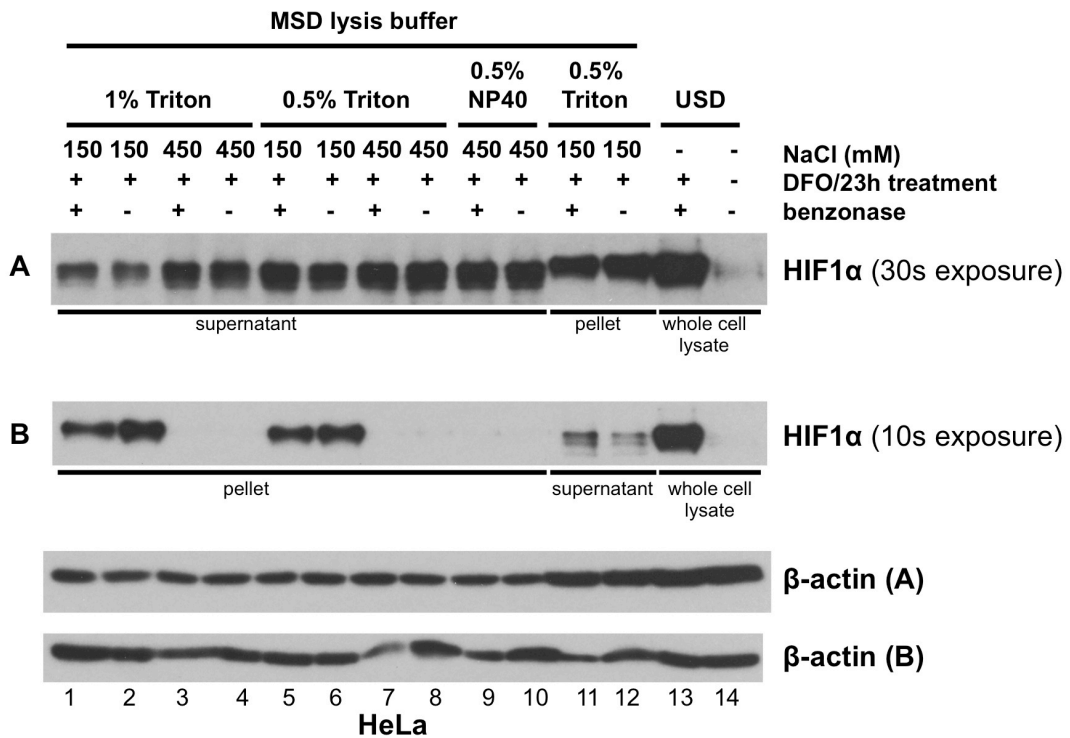 MSD lysis buffer
1% Triton 0.5% Triton 0.5% NP40 0.5% Triton USD
150 150 450 450 150 150 450 450 450 450 150 150 - - NaCl (mM)
+ + + + + + + + + + + + + - DFO/23h treatment
+ - + - + - + - + - + - + - benzonase
A HIF1α (30s exposure)
supernatant pellet whole cell
lysate
B HIF1α (10s exposure)
pellet supernatant whole cell
lysate
β-actin (A)
β-actin (B)
1 2 3 4 5 6 7 8 9 10 11 12 13 14
HeLa